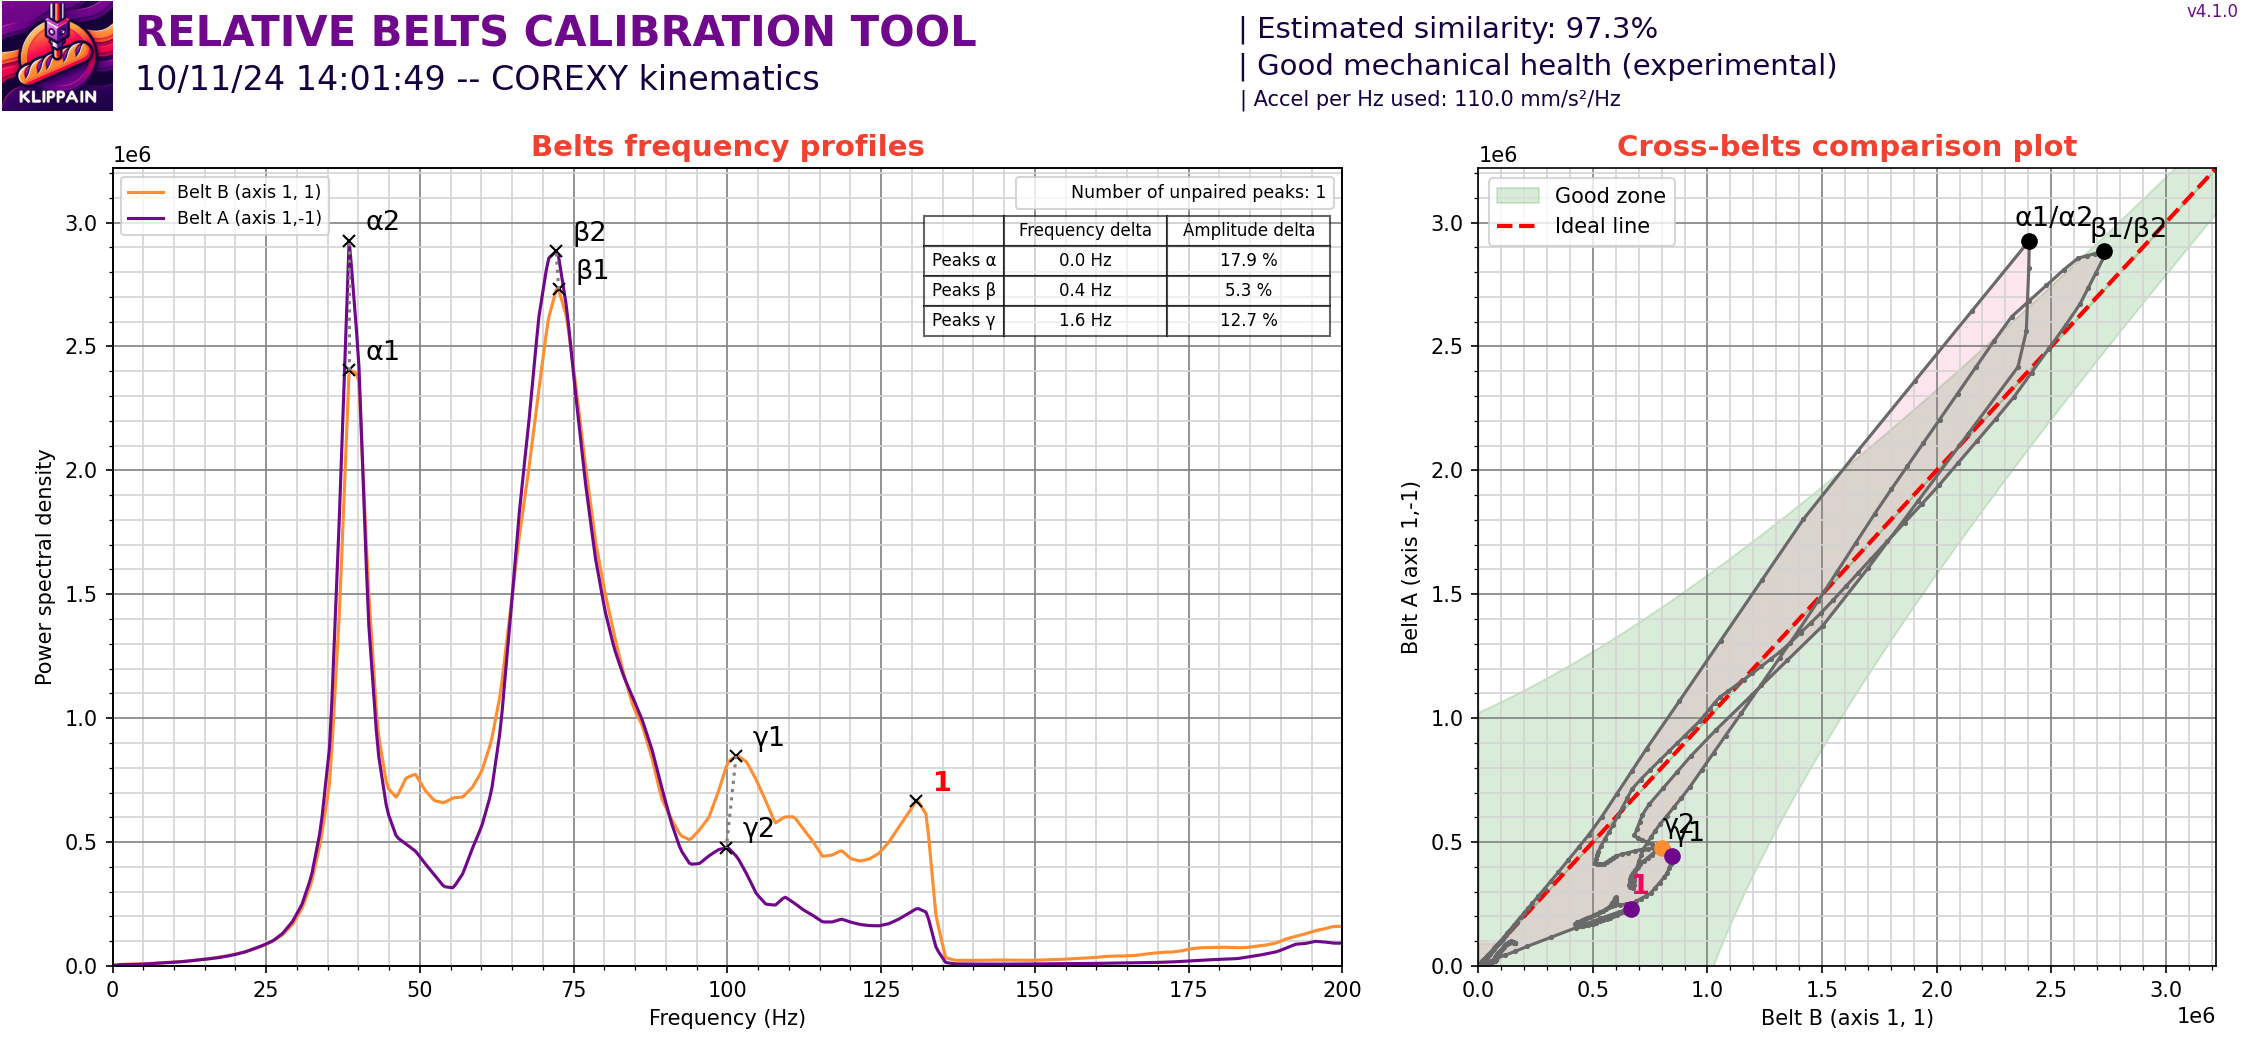 KLIPPAIN
RELATIVE BELTS CALIBRATION TOOL
10/11/24 14:01:49 -- COREXY kinematics
| Estimated similarity: 97.3%
| Good mechanical health (experimental)
| Accel per Hz used: 110.0 mm/s²/Hz
v4.1.0
Belts frequency profiles
1e6
Belt B (axis 1, 1)
Belt A (axis 1,-1)
Number of unpaired peaks: 1
Frequency delta Amplitude delta
Peaks α 0.0 Hz 17.9 %
Peaks β 0.4 Hz 5.3 %
Peaks γ 1.6 Hz 12.7 %
α2
α1
β2
β1
γ1
γ2
1
3.0
2.5
2.0
1.5
1.0
0.5
0.0
Power spectral density
0 25 50 75 100 125 150 175 200
Frequency (Hz)
Cross-belts comparison plot
1e6
Good zone
Ideal line
α1/α2
β1/β2
γ2
γ1
1
3.0
2.5
2.0
1.5
1.0
0.5
0.0
Belt A (axis 1,-1)
0.0 0.5 1.0 1.5 2.0 2.5 3.0
Belt B (axis 1, 1)
1e6